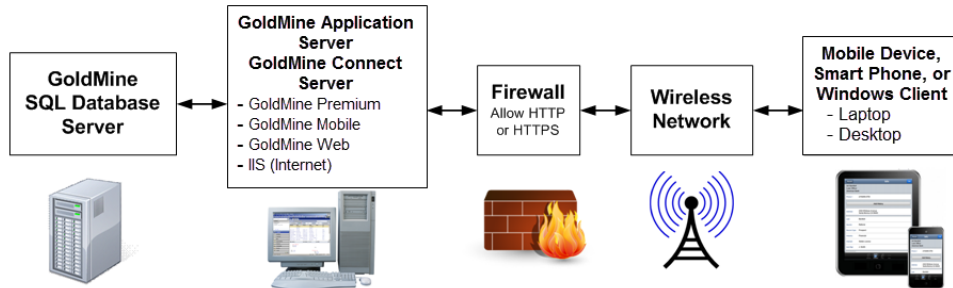 GoldMine
SQL Database
Server
GoldMine Application
Server
GoldMine Connect
Server
- GoldMine Premium
- GoldMine Mobile
- GoldMine Web
- IIS (Internet)
Firewall
Allow HTTP
or HTTPS
Wireless
Network
Mobile Device,
Smart Phone, or
Windows Client
- Laptop
- Desktop